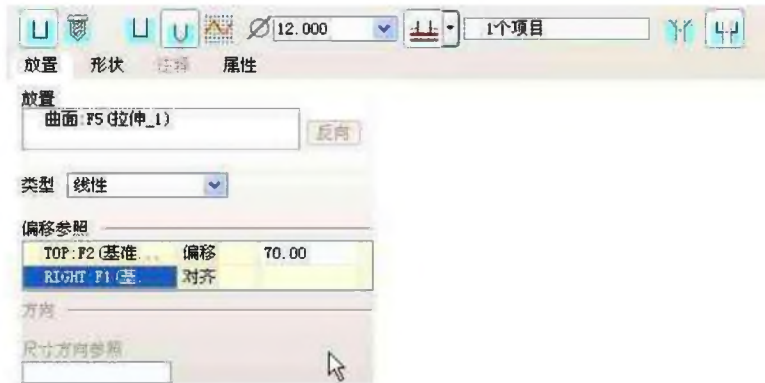 12.000 1个项目
放置 形状 注释 属性
放置
曲面:F5(拉伸_1)
反向
类型 线性
偏移参照
TOP:F2(基准... 偏移 70.00
RIGHT:F1(基... 对齐
方向
尺寸方向参照